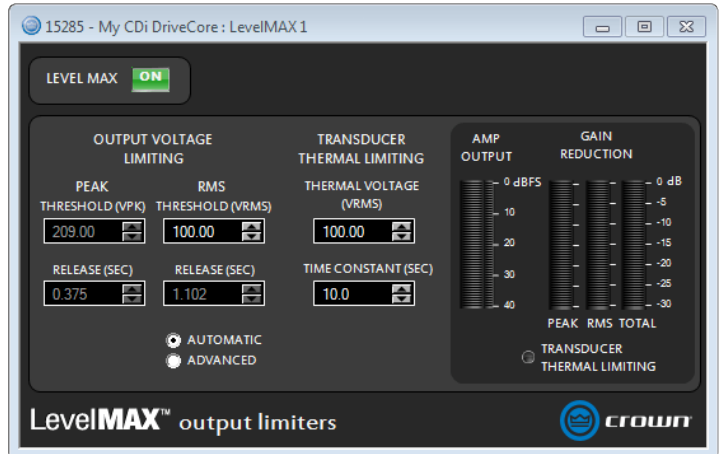 15285 - My CDi DriveCore : LevelMAX 1
LEVEL MAX ON
OUTPUT VOLTAGE
LIMITING
PEAK
THRESHOLD (VPK)
209.00
RELEASE (SEC)
0.375
RMS
THRESHOLD (VRMS)
100.00
RELEASE (SEC)
1.102
AUTOMATIC
ADVANCED
TRANSDUCER
THERMAL LIMITING
THERMAL VOLTAGE
(VRMS)
100.00
TIME CONSTANT (SEC)
10.0
AMP
OUTPUT
0 dBFS
10
20
30
40
GAIN
REDUCTION
0 dB
-5
-10
-15
-20
-25
-30
PEAK RMS TOTAL
TRANSDUCER
THERMAL LIMITING
LevelMAX™ output limiters
crown